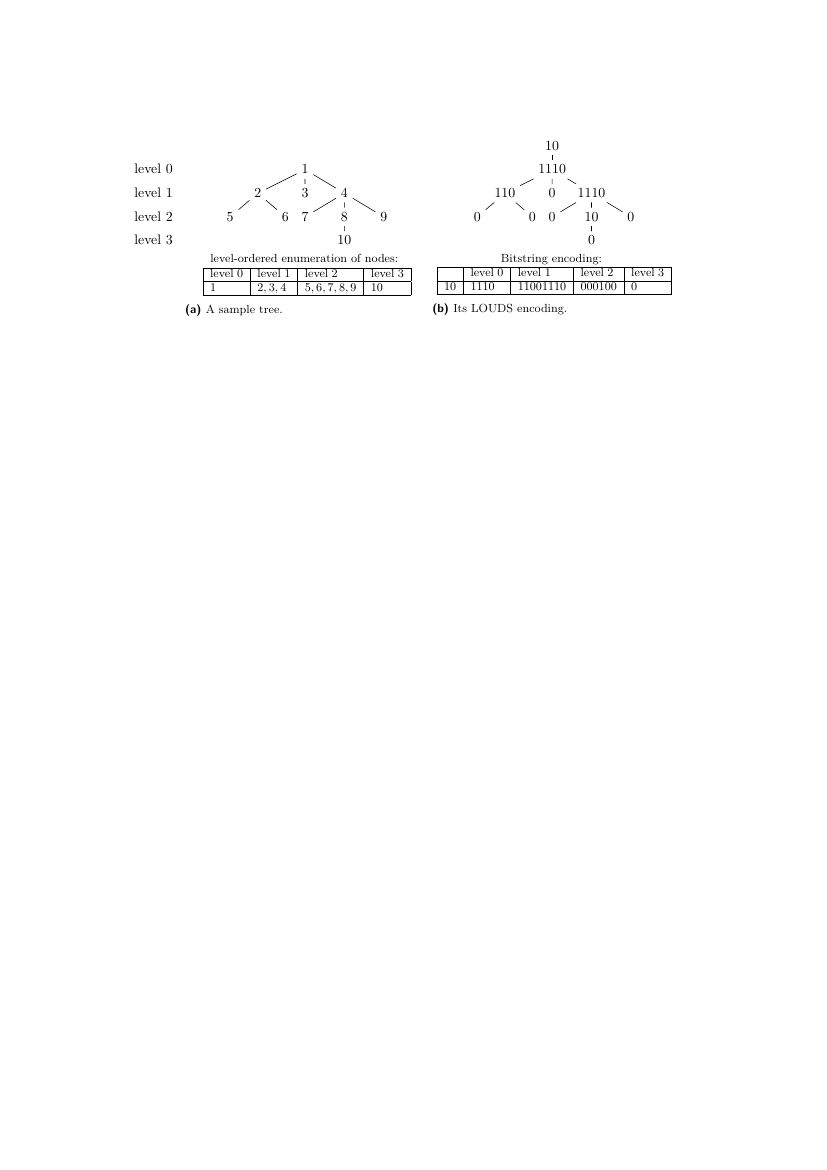 10
level 0 1 1110
level 1 2 3 4 110 0 1110
level 2 5 6 7 8 9 0 0 0 10 0
level 3 10 0
level-ordered enumeration of nodes:
level 0 level 1 level 2 level 3
1 2, 3, 4 5, 6, 7, 8, 9 10
(a) A sample tree.
Bitstring encoding:
level 0 level 1 level 2 level 3
10 1110 11001110 000100 0
(b) Its LOUDS encoding.